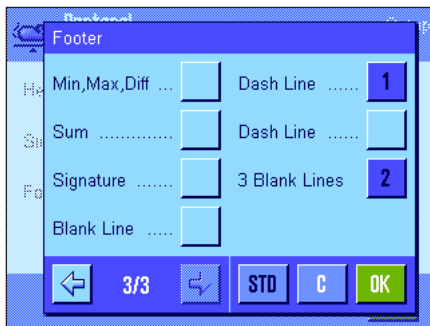 Footer
Min,Max,Diff ... Dash Line ...... 1
Sum .............. Dash Line ......
Signature ....... 3 Blank Lines 2
Blank Line .....
3/3 STD C OK